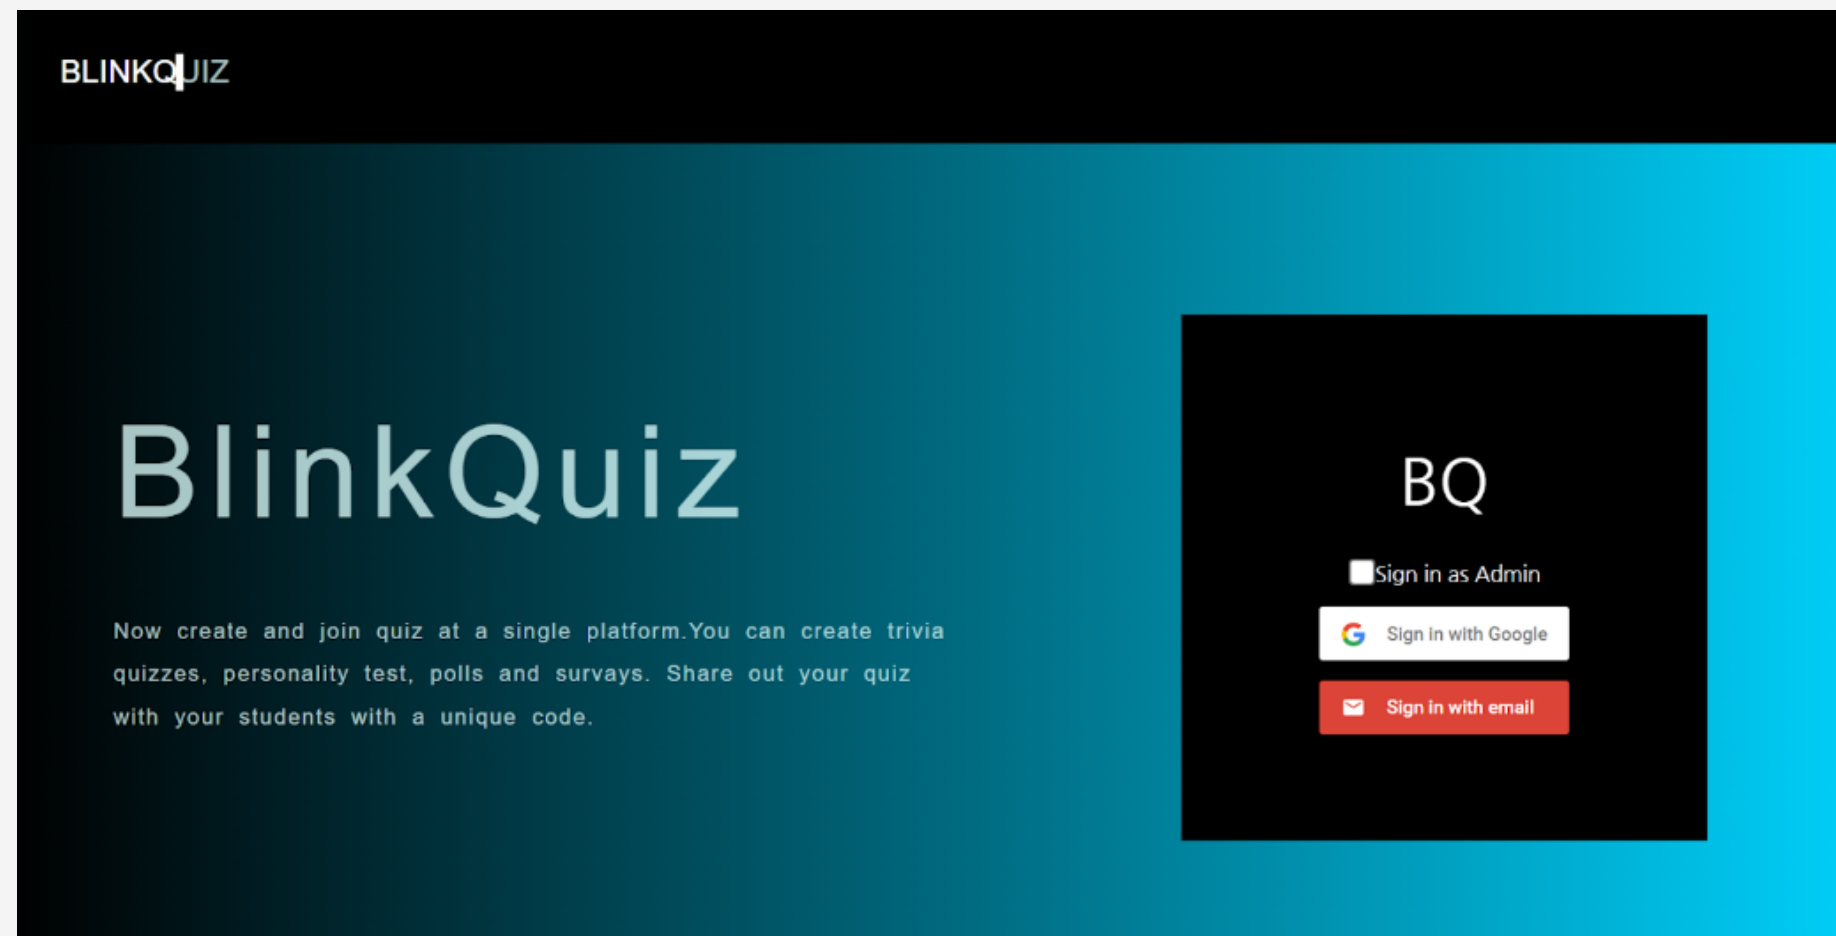 BLINKQUIZ
BlinkQuiz
Now create and join quiz at a single platform.You can create trivia
quizzes, personality test, polls and survays. Share out your quiz
with your students with a unique code.
BQ
Sign in as Admin
Sign in with Google
Sign in with email